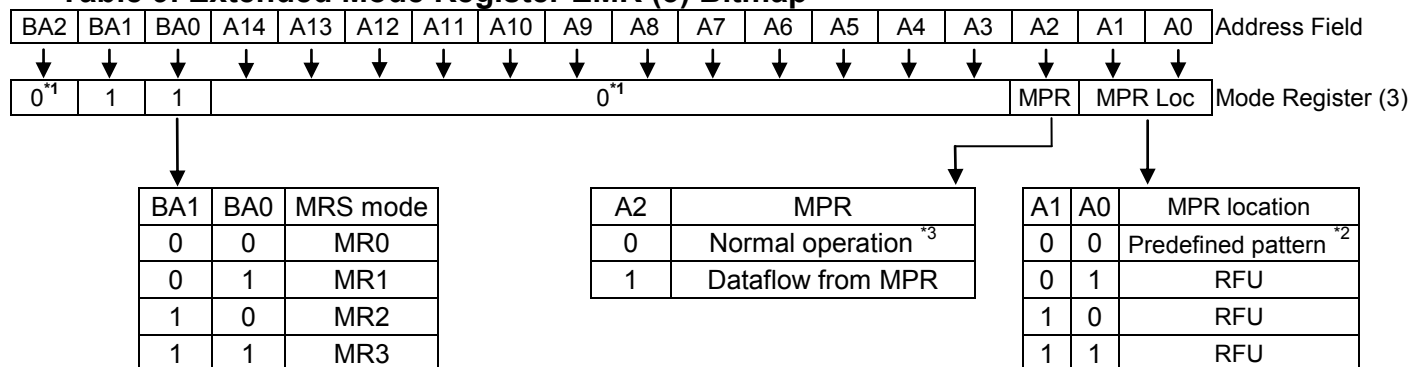 Table 6. Extended Mode Register EMR (3) Bitmap
BA2 BA1 BA0 A14 A13 A12 A11 A10 A9 A8 A7 A6 A5 A4 A3 A2 A1 A0 Address Field
0*1 1 1 0*1 MPR MPR Loc Mode Register (3)
BA1 BA0 MRS mode
0 0 MR0
0 1 MR1
1 0 MR2
1 1 MR3
A2 MPR
0 Normal operation *3
1 Dataflow from MPR
A1 A0 MPR location
0 0 Predefined pattern *2
0 1 RFU
1 0 RFU
1 1 RFU